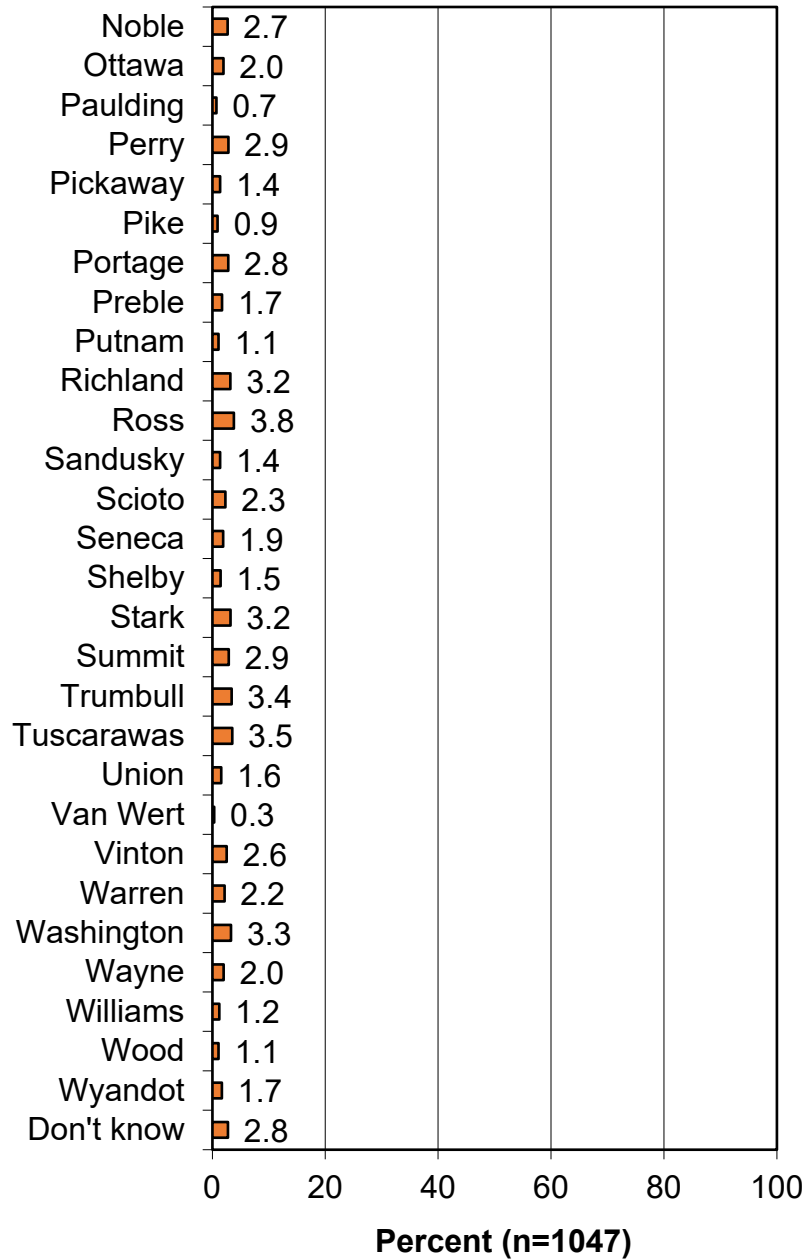 Noble 2.7
Ottawa 2.0
Paulding 0.7
Perry 2.9
Pickaway 1.4
Pike 0.9
Portage 2.8
Preble 1.7
Putnam 1.1
Richland 3.2
Ross 3.8
Sandusky 1.4
Scioto 2.3
Seneca 1.9
Shelby 1.5
Stark 3.2
Summit 2.9
Trumbull 3.4
Tuscarawas 3.5
Union 1.6
Van Wert 0.3
Vinton 2.6
Warren 2.2
Washington 3.3
Wayne 2.0
Williams 1.2
Wood 1.1
Wyandot 1.7
Don't know 2.8
0 20 40 60 80 100
Percent (n=1047)